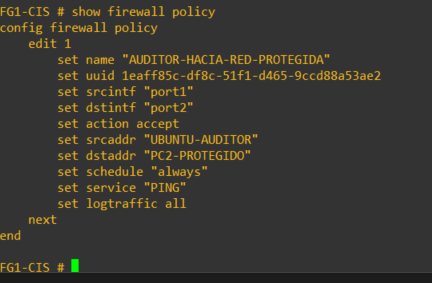 FG1-CIS # show firewall policy
config firewall policy
    edit 1
        set name "AUDITOR-HACIA-RED-PROTEGIDA"
        set uuid 1eaff85c-df8c-51f1-d465-9ccd88a53ae2
        set srcintf "port1"
        set dstintf "port2"
        set action accept
        set srcaddr "UBUNTU-AUDITOR"
        set dstaddr "PC2-PROTEGIDO"
        set schedule "always"
        set service "PING"
        set logtraffic all
    next
end
FG1-CIS #